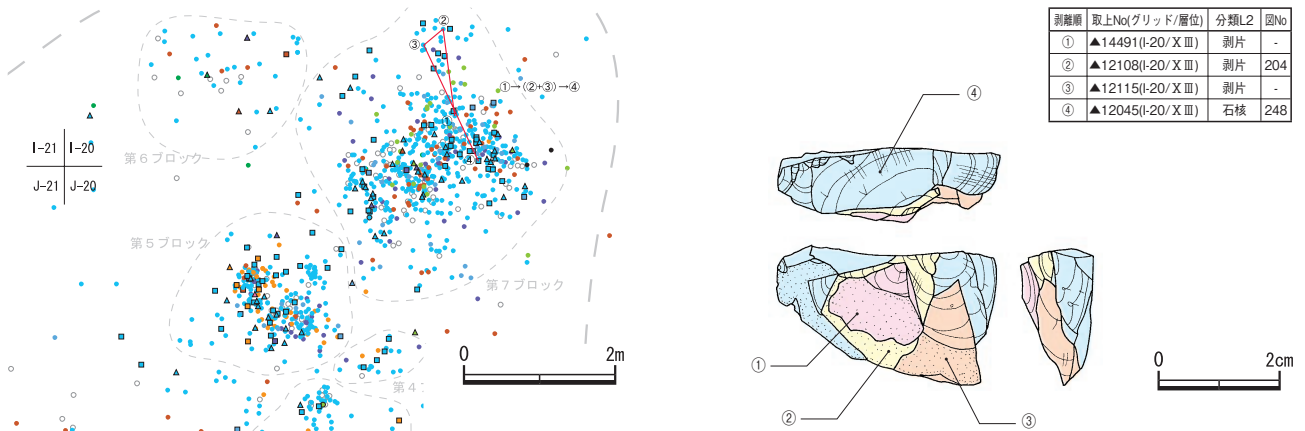 ②
③
①→(②+③)→④
①
④
I-21 I-20
J-21 J-20
第6ブロック
第5ブロック
第7ブロック
第4
0 2m
④
①
②
③
0 2cm
剥離順 取上No(グリッド/層位) 分類L2 図No
① ▲14491(I-20/ⅩⅢ) 剥片 -
② ▲12108(I-20/ⅩⅢ) 剥片 204
③ ▲12115(I-20/ⅩⅢ) 剥片 -
④ ▲12045(I-20/ⅩⅢ) 石核 248